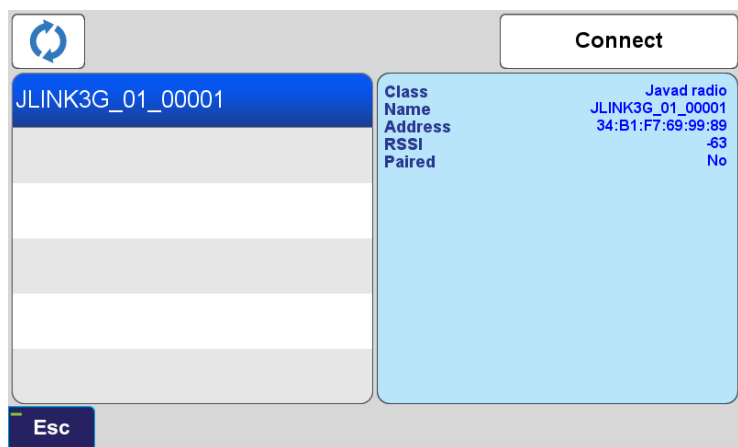 Connect
JLINK3G_01_00001
Class Javad radio
Name JLINK3G_01_00001
Address 34:B1:F7:69:99:89
RSSI -63
Paired No
Esc